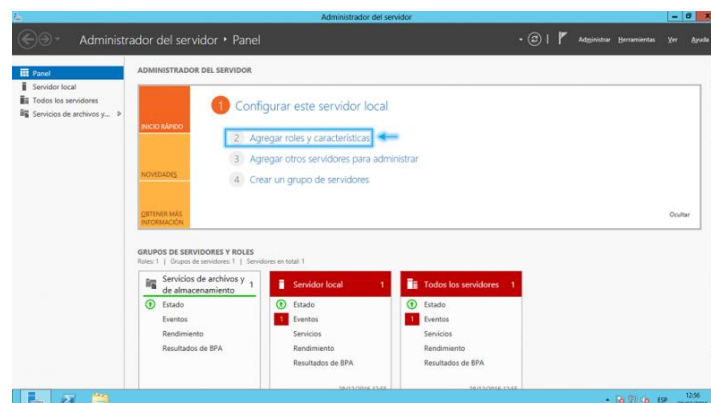 Administrador del servidor
Administrador del servidor • Panel
Administrar Herramientas Ver Ayuda
Panel
Servidor local
Todos los servidores
Servicios de archivos y...
ADMINISTRADOR DEL SERVIDOR
INICIO RÁPIDO
NOVEDADES
OBTENER MÁS
INFORMACIÓN
1 Configurar este servidor local
2 Agregar roles y características
3 Agregar otros servidores para administrar
4 Crear un grupo de servidores
Ocultar
GRUPOS DE SERVIDORES Y ROLES
Roles: 1 | Grupos de servidores: 1 | Servidores en total: 1
Servicios de archivos y
de almacenamiento
1
Estado
Eventos
Rendimiento
Resultados de BPA
Servidor local 1
Estado
1 Eventos
Servicios
Rendimiento
Resultados de BPA
Todos los servidores 1
Estado
1 Eventos
Servicios
Rendimiento
Resultados de BPA
ESP
12:56